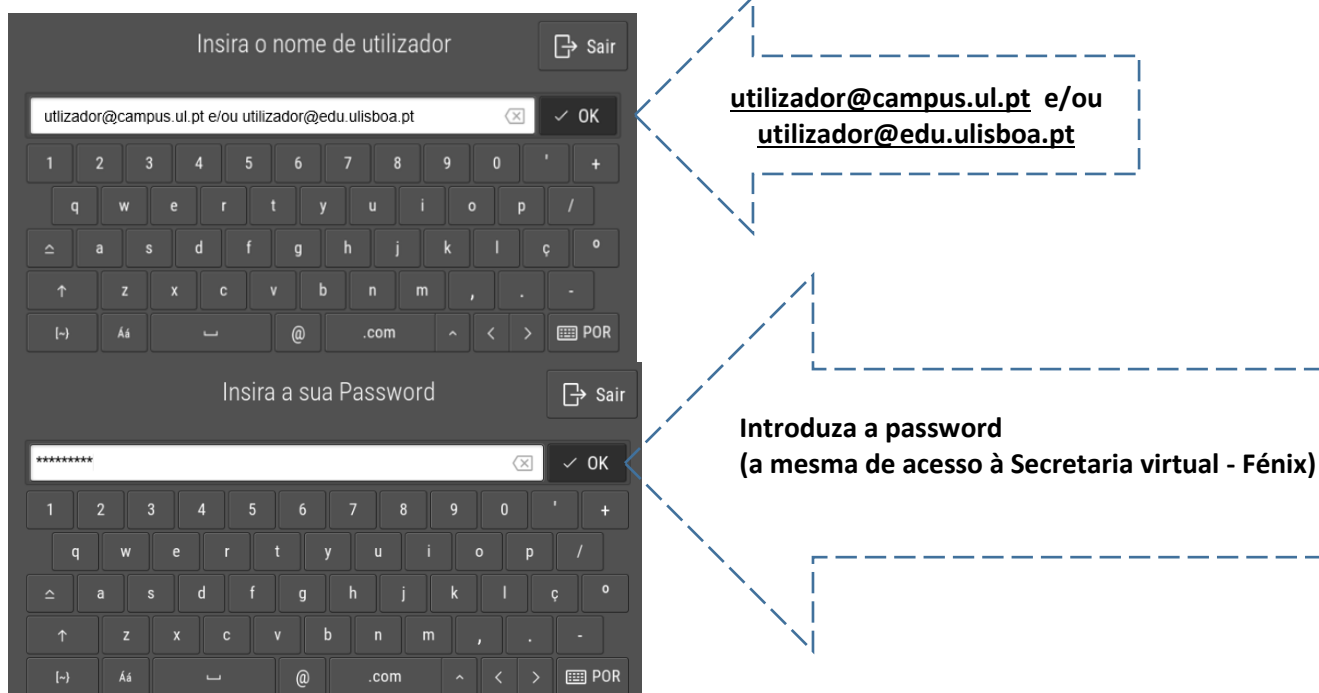 Insira o nome de utilizador
Sair
utlizador@campus.ul.pt e/ou utilizador@edu.ulisboa.pt
OK
1 2 3 4 5 6 7 8 9 0 ' +
q w e r t y u i o p /
a s d f g h j k l ç º
z x c v b n m , . -
[~} Áá @ .com ^ < > POR
utilizador@campus.ul.pt e/ou
utilizador@edu.ulisboa.pt
Insira a sua Password
Sair
*********
OK
1 2 3 4 5 6 7 8 9 0 ' +
q w e r t y u i o p /
a s d f g h j k l ç º
z x c v b n m , . -
[~} Áá @ .com ^ < > POR
Introduza a password
(a mesma de acesso à Secretaria virtual - Fénix)